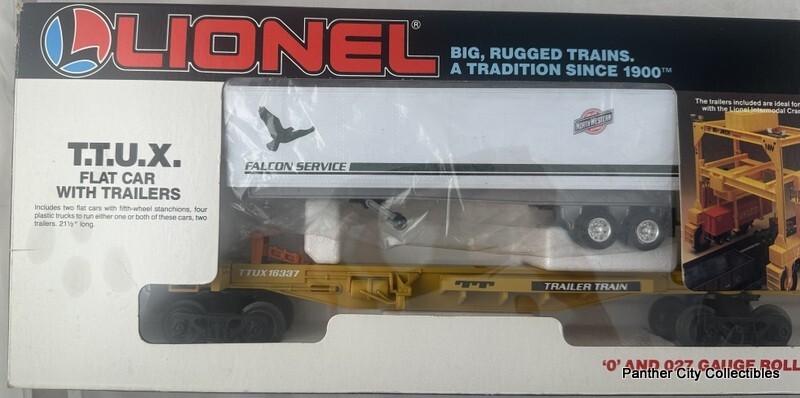 LIONEL®
BIG, RUGGED TRAINS.
A TRADITION SINCE 1900™
The trailers included are ideal for
with the Lionel Intermodal Cran
NORTH WESTERN
T.T.U.X.
FLAT CAR
WITH TRAILERS
Includes two flat cars with fifth-wheel stanchions, four
plastic trucks to run either one or both of these cars, two
trailers. 21½" long.
FALCON SERVICE
TTUX 16337
TT
TRAILER TRAIN
'O' AND 027 GAUGE ROLL
Panther City Collectibles